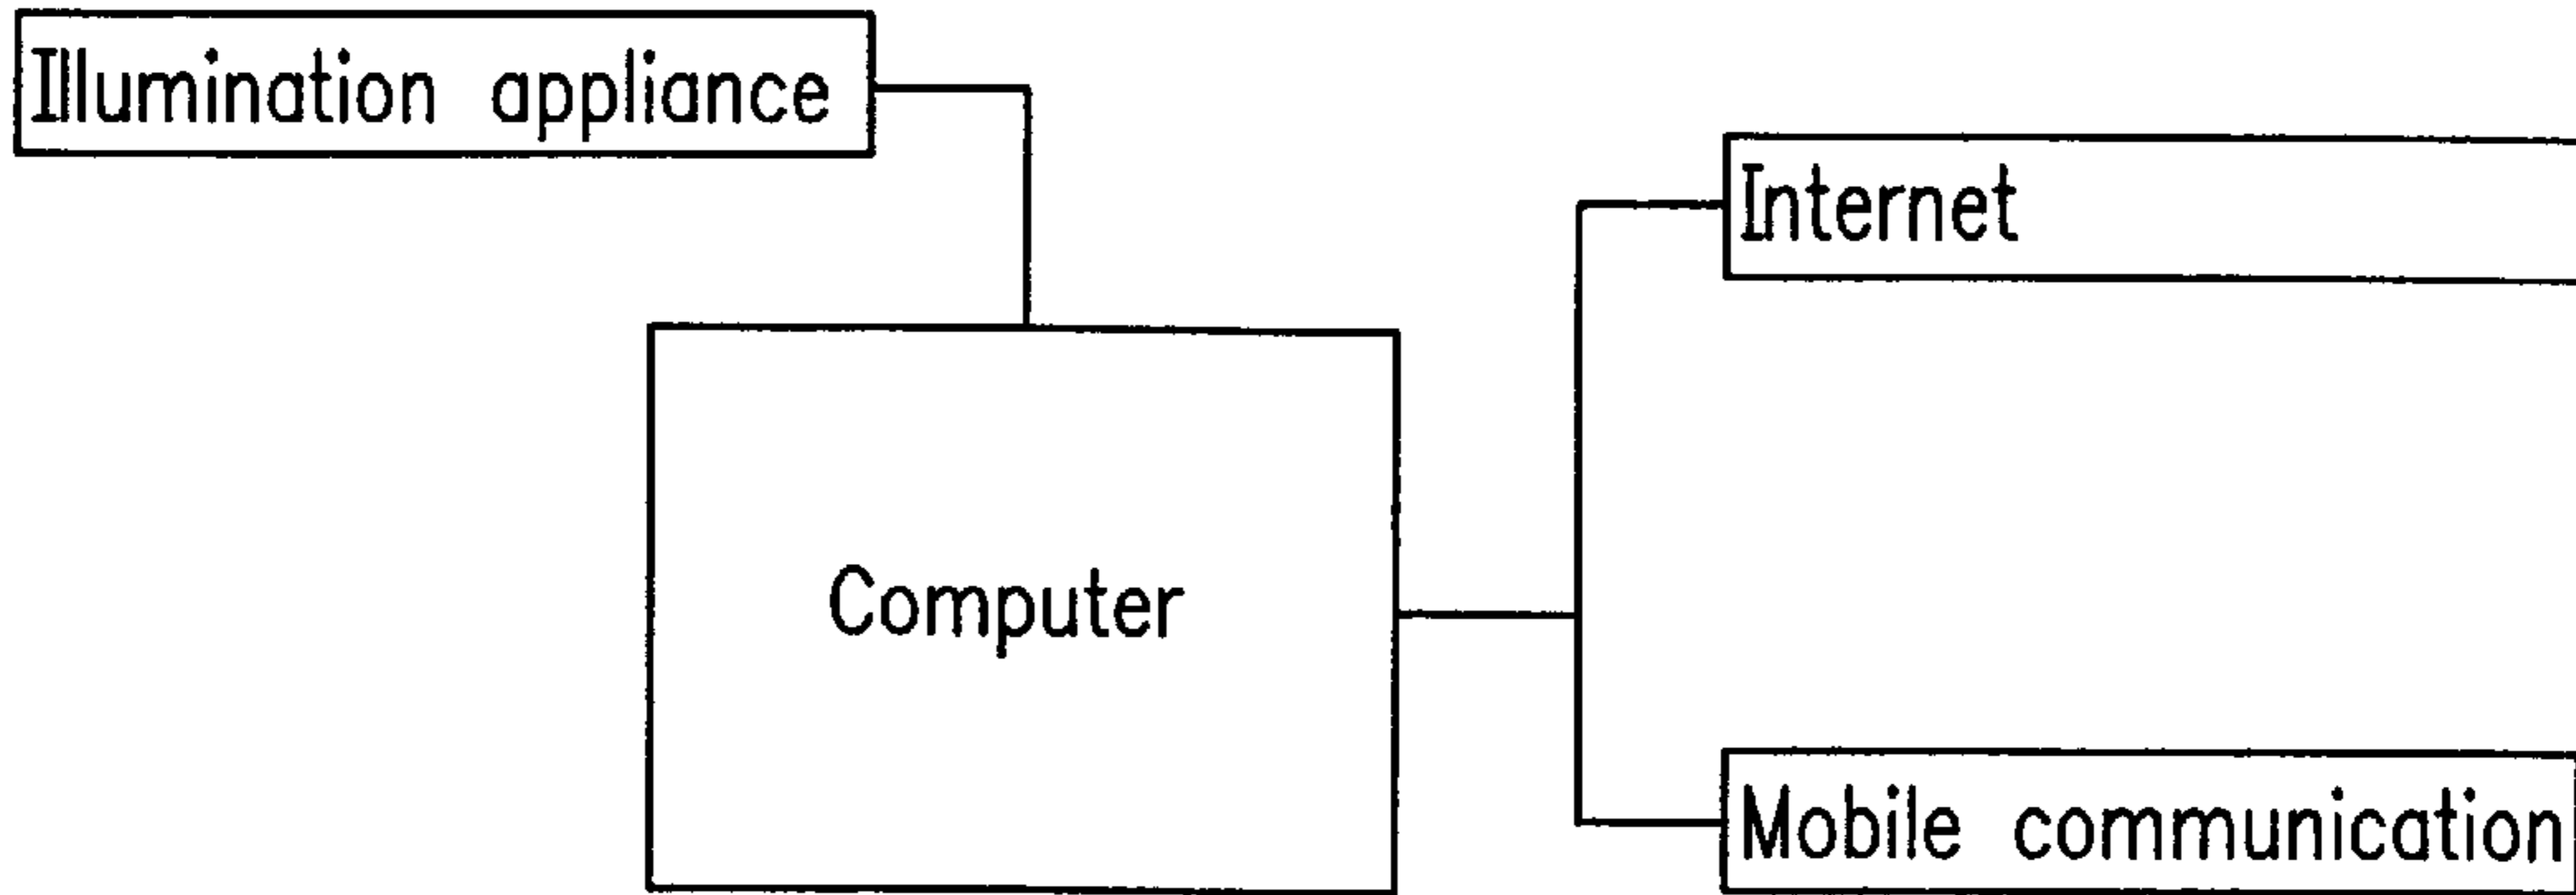 Illumination appliance
Internet
Computer
Mobile communication